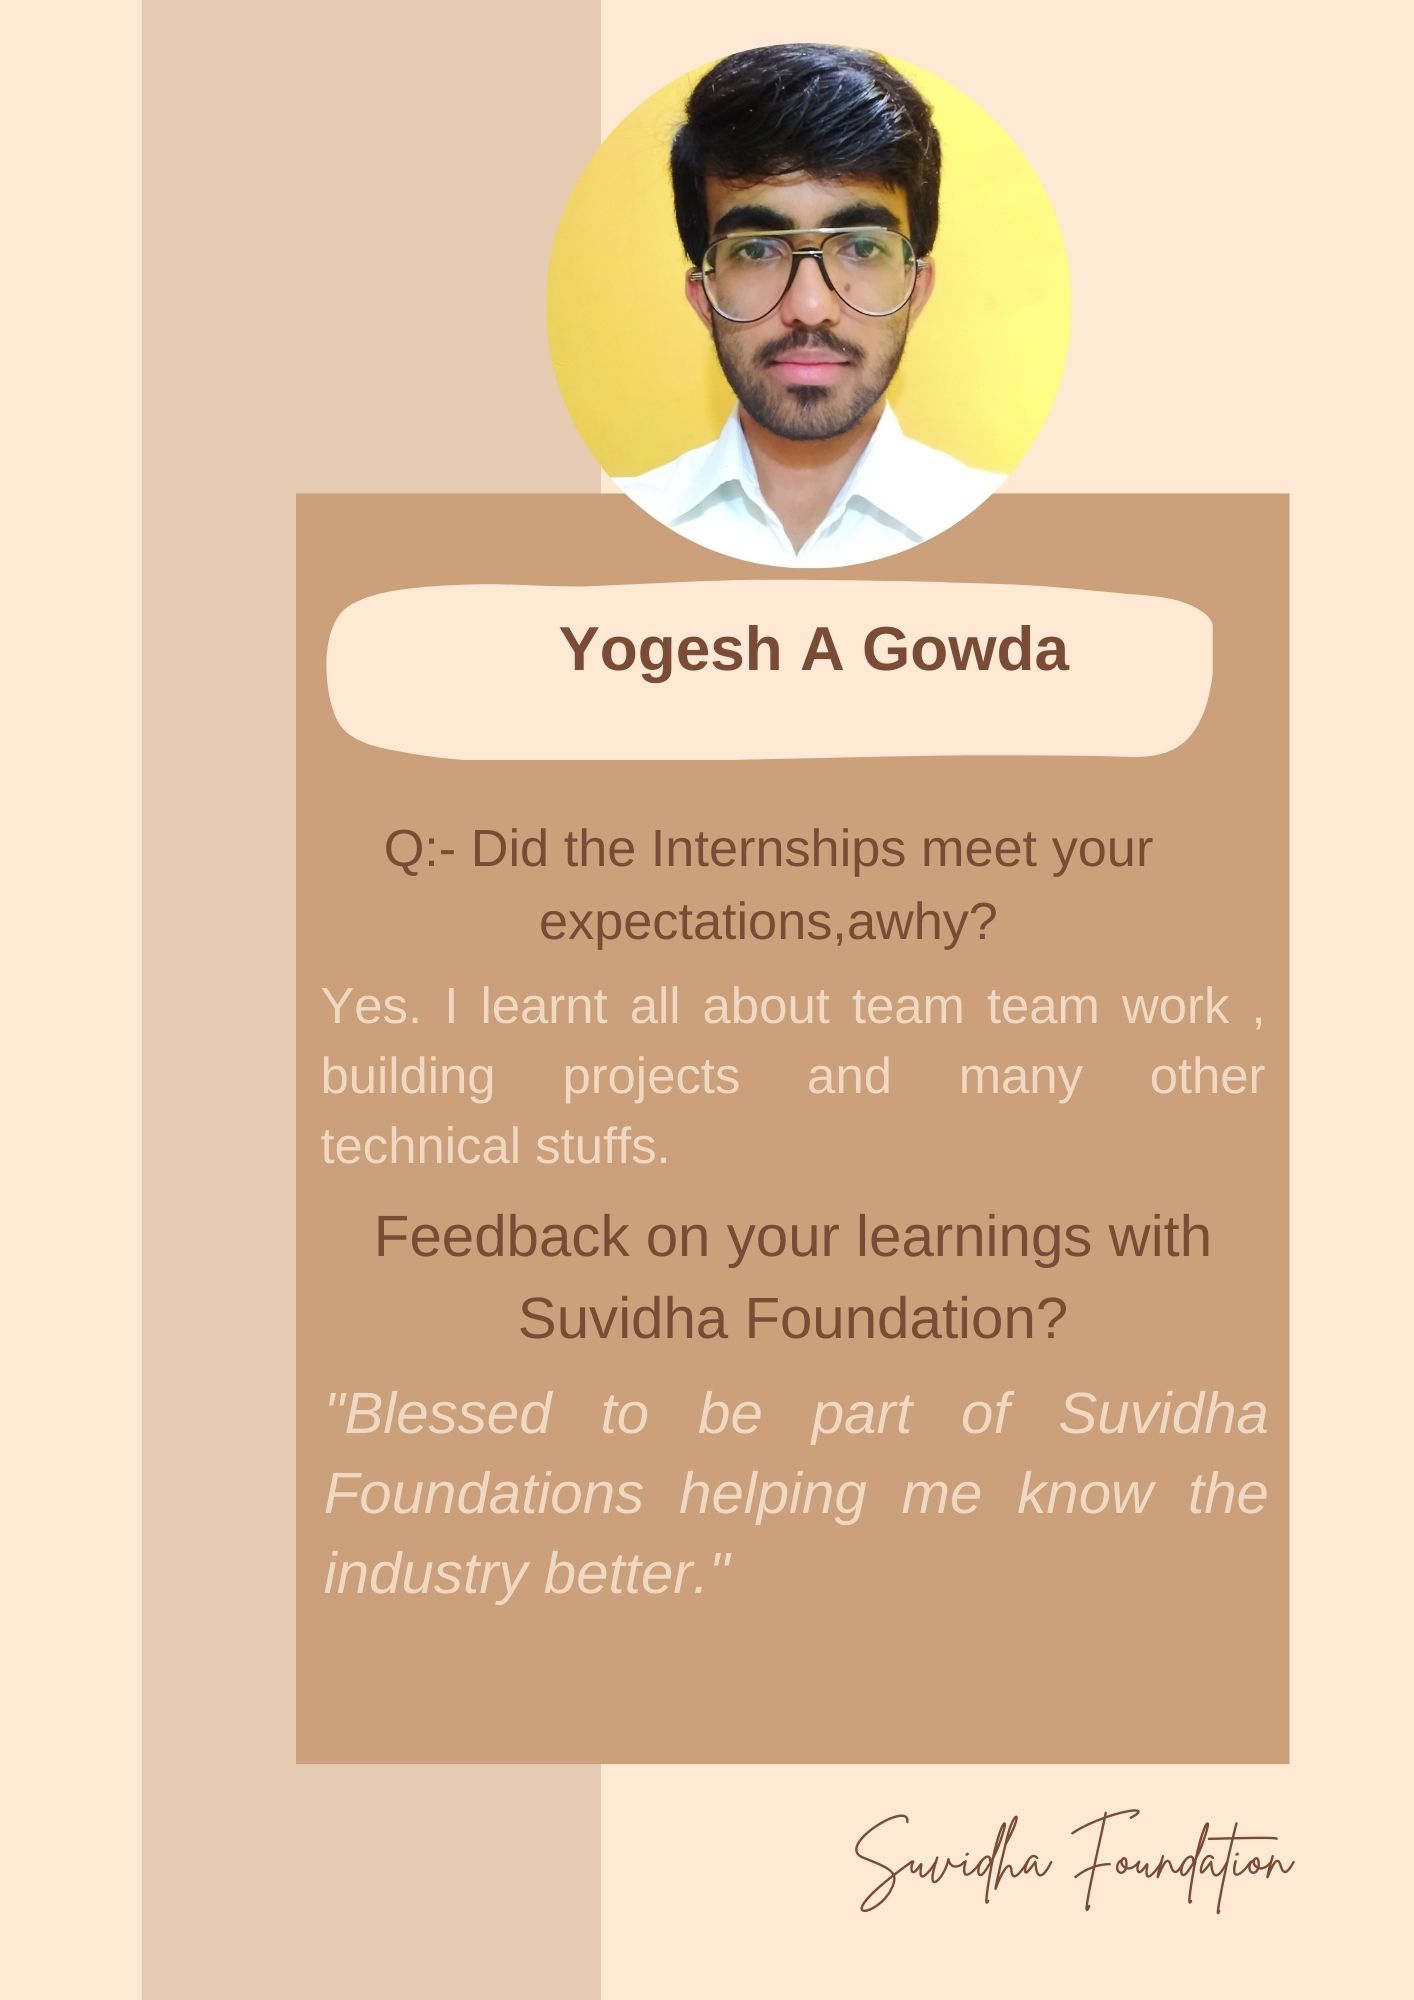 Yogesh A Gowda
Q:- Did the Internships meet your
expectations,awhy?
Yes. I learnt all about team team work ,
building projects and many other
technical stuffs.
Feedback on your learnings with
Suvidha Foundation?
"Blessed to be part of Suvidha
Foundations helping me know the
industry better."
Suvidha Foundation